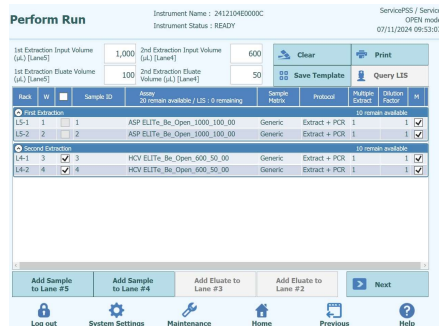 Perform Run
Instrument Name : 2412104E0000C
Instrument Status : READY
ServicePSS / Service
OPEN mode
07/11/2024 09:53:03
1st Extraction Input Volume (µL) [Lane5] 1,000 2nd Extraction Input Volume (µL) [Lane4] 600 Clear Print
1st Extraction Eluate Volume (µL) [Lane5] 100 2nd Extraction Eluate Volume (µL) [Lane4] 50 Save Template Query LIS
Rack W Sample ID Assay 20 remain available / LIS : 0 remaining Sample Matrix Protocol Multiple Extract Dilution Factor M
First Extraction 10 remain available
L5-1 1 1 ASP ELITe_Be_Open_1000_100_00 Generic Extract + PCR 1 1
L5-2 2 2 ASP ELITe_Be_Open_1000_100_00 Generic Extract + PCR 1 1
Second Extraction 10 remain available
L4-1 3 3 HCV ELITe_Be_Open_600_50_00 Generic Extract + PCR 1 1
L4-2 4 4 HCV ELITe_Be_Open_600_50_00 Generic Extract + PCR 1 1
Add Sample to Lane #5 Add Sample to Lane #4 Add Eluate to Lane #3 Add Eluate to Lane #2 Next
Log out System Settings Maintenance Home Previous Help